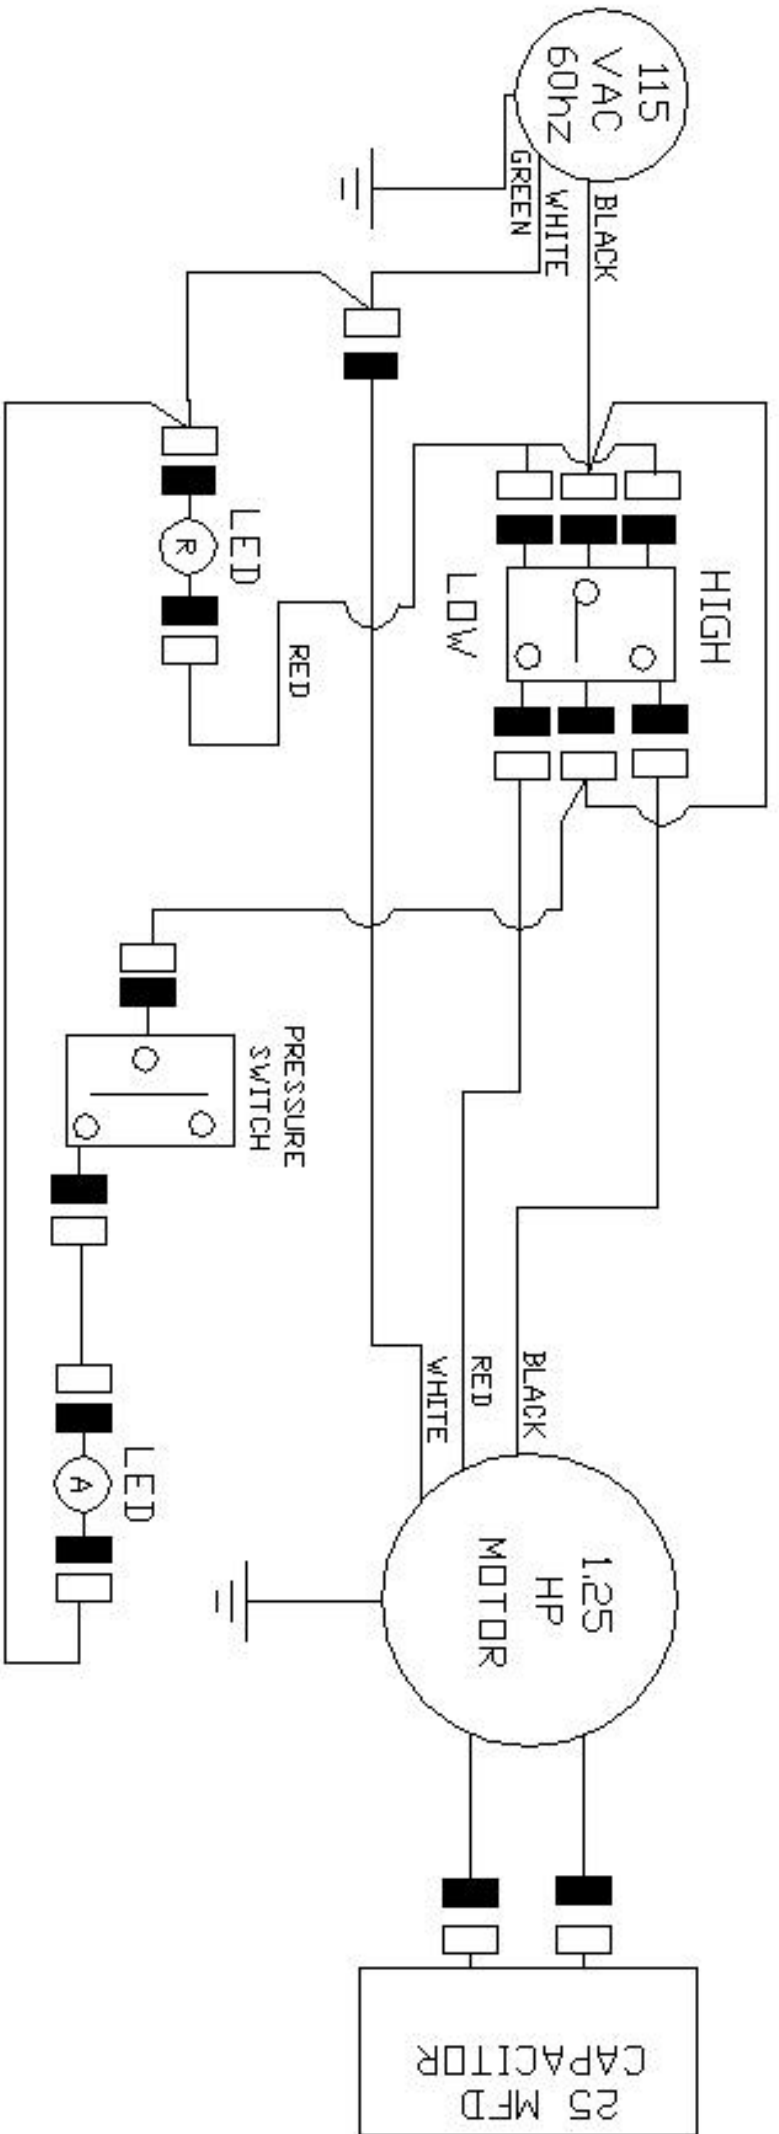 115
VAC
60hz
GREEN
WHITE
BLACK
LED
R
RED
HIGH
LOW
PRESSURE
SWITCH
LED
A
BLACK
RED
WHITE
1.25
HP
MOTOR
25 MFD
CAPACITOR